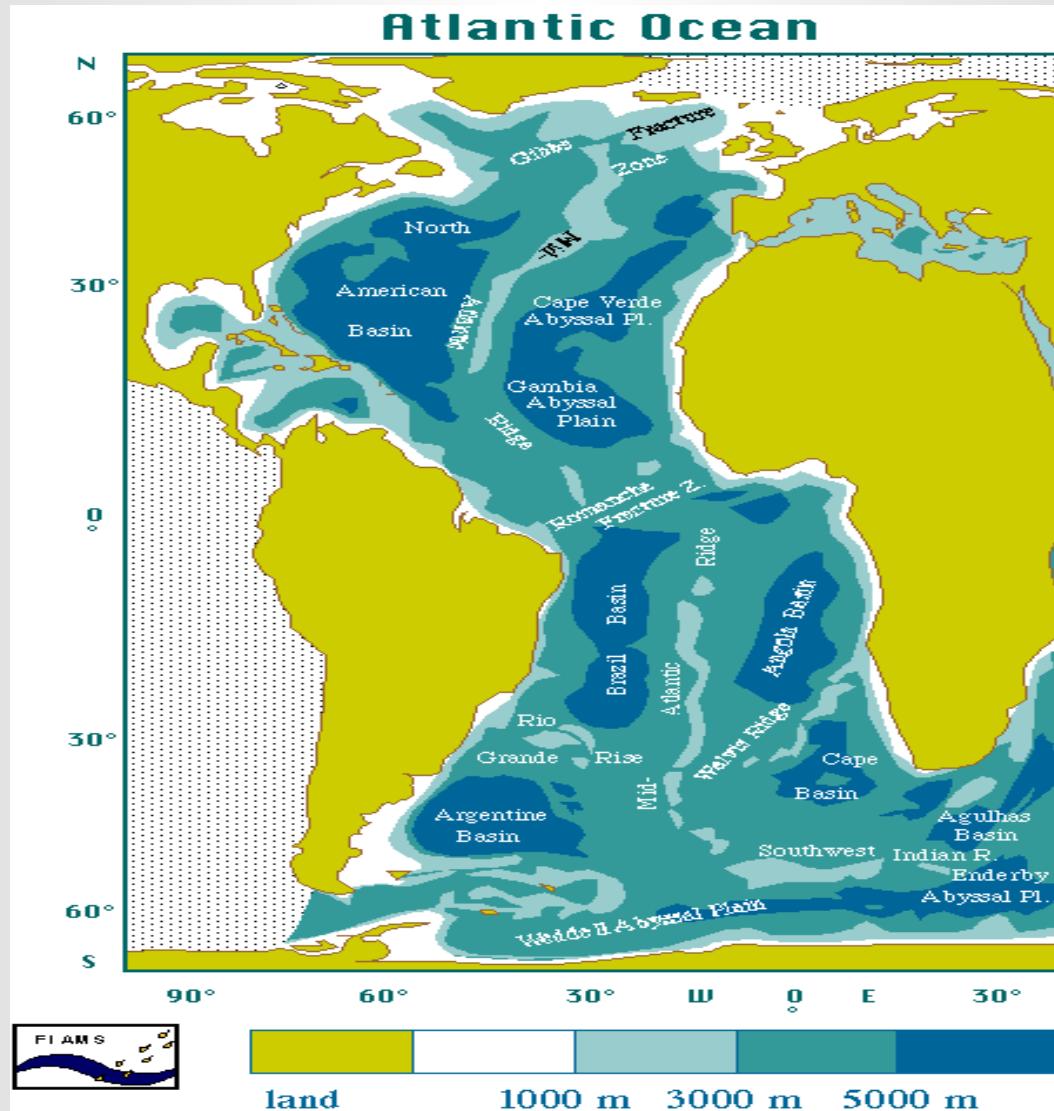 Atlantic Ocean
N
60°
30°
0°
30°
60°
S
Gibbs
Fracture
Zone
North
American
Basin
Mid-
Atlantic
Ridge
Cape Verde
Abyssal Pl.
Gambia
Abyssal
Plain
Romanche
Fracture Z.
Ridge
Atlantic
Mid-
Brazil Basin
Angola Basin
Rio
Grande Rise
Walvis Ridge
Cape
Basin
Argentine
Basin
Agulhas
Basin
Southwest Indian R.
Enderby
Abyssal Pl.
Weddell Abyssal Plain
90° 60° 30° W 0° E 30°
FIAMS
land 1000 m 3000 m 5000 m